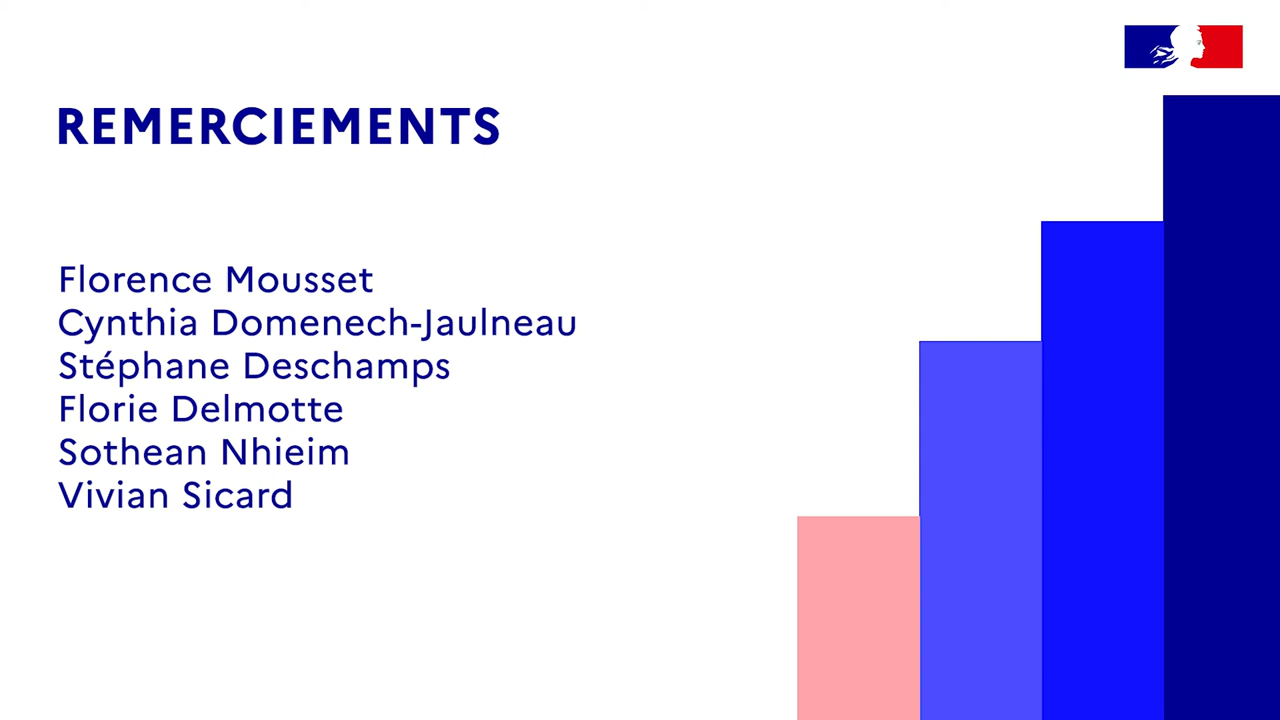 REMERCIEMENTS
Florence Mousset
Cynthia Domenech-Jaulneau
Stéphane Deschamps
Florie Delmotte
Sothean Nhieim
Vivian Sicard